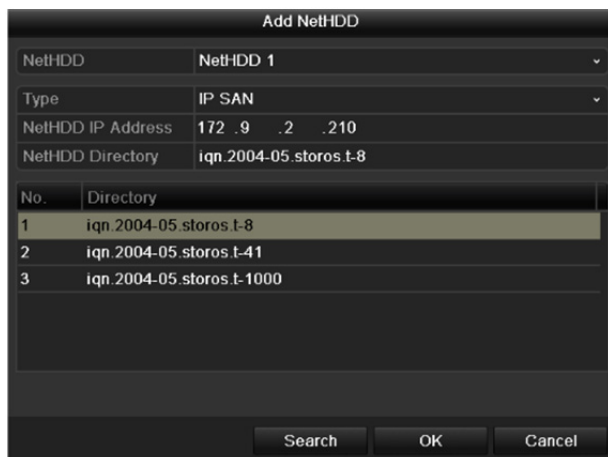 Add NetHDD
NetHDD NetHDD 1
Type IP SAN
NetHDD IP Address 172 .9 .2 .210
NetHDD Directory iqn.2004-05.storos.t-8
No. Directory
1 iqn.2004-05.storos.t-8
2 iqn.2004-05.storos.t-41
3 iqn.2004-05.storos.t-1000
Search OK Cancel